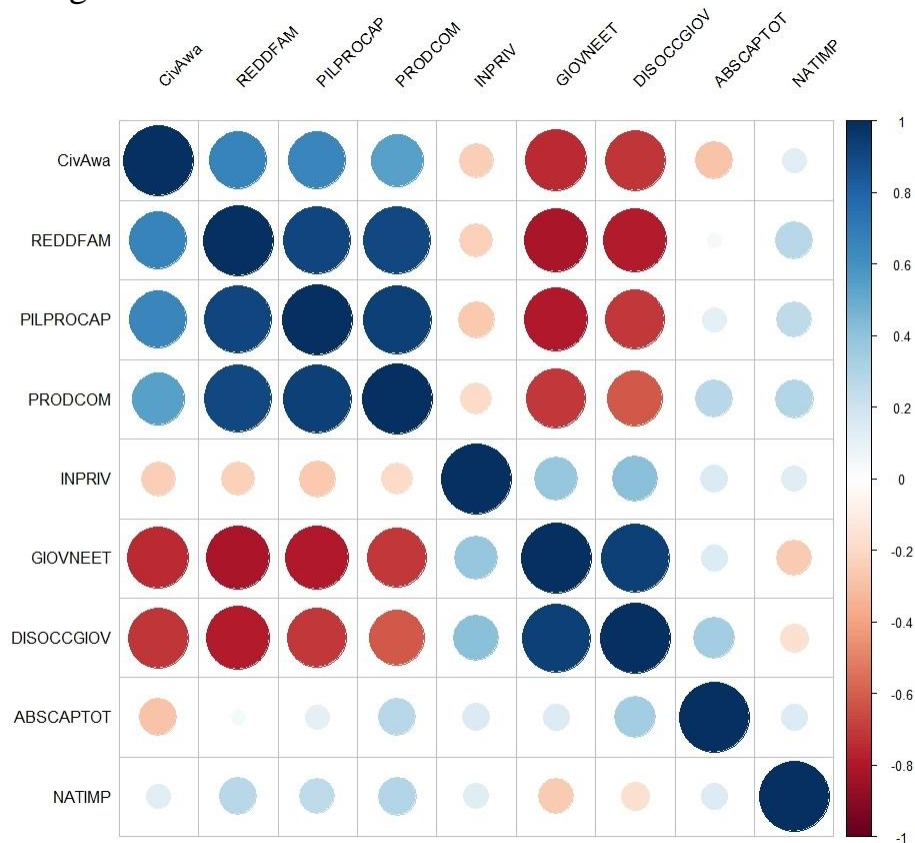 CivAwa REDDFAM PILPROCAP PRODCOM INPRIV GIOVNEET DISOCCGIOV ABSCAPTOT NATIMP
CivAwa
REDDFAM
PILPROCAP
PRODCOM
INPRIV
GIOVNEET
DISOCCGIOV
ABSCAPTOT
NATIMP
1
0.8
0.6
0.4
0.2
0
-0.2
-0.4
-0.6
-0.8
-1